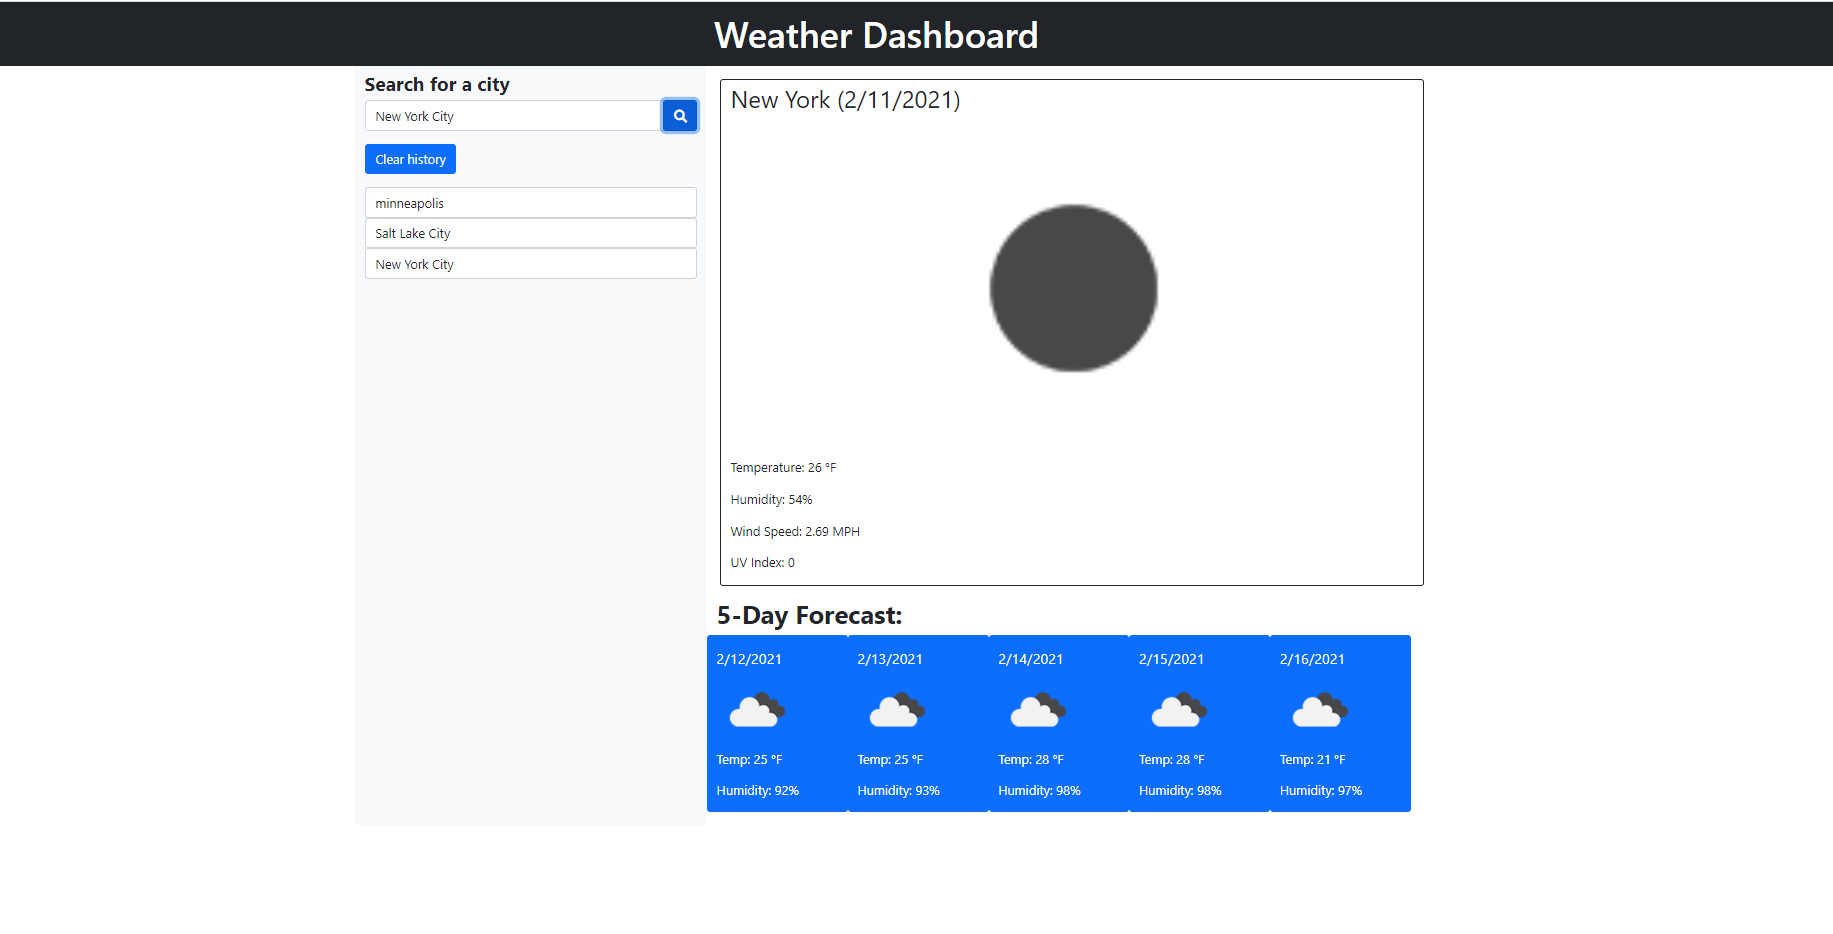 Weather Dashboard
Search for a city
New York City
Clear history
minneapolis
Salt Lake City
New York City
New York (2/11/2021)
Temperature: 26 °F
Humidity: 54%
Wind Speed: 2.69 MPH
UV Index: 0
5-Day Forecast:
2/12/2021
Temp: 25 °F
Humidity: 92%
2/13/2021
Temp: 25 °F
Humidity: 93%
2/14/2021
Temp: 28 °F
Humidity: 98%
2/15/2021
Temp: 28 °F
Humidity: 98%
2/16/2021
Temp: 21 °F
Humidity: 97%